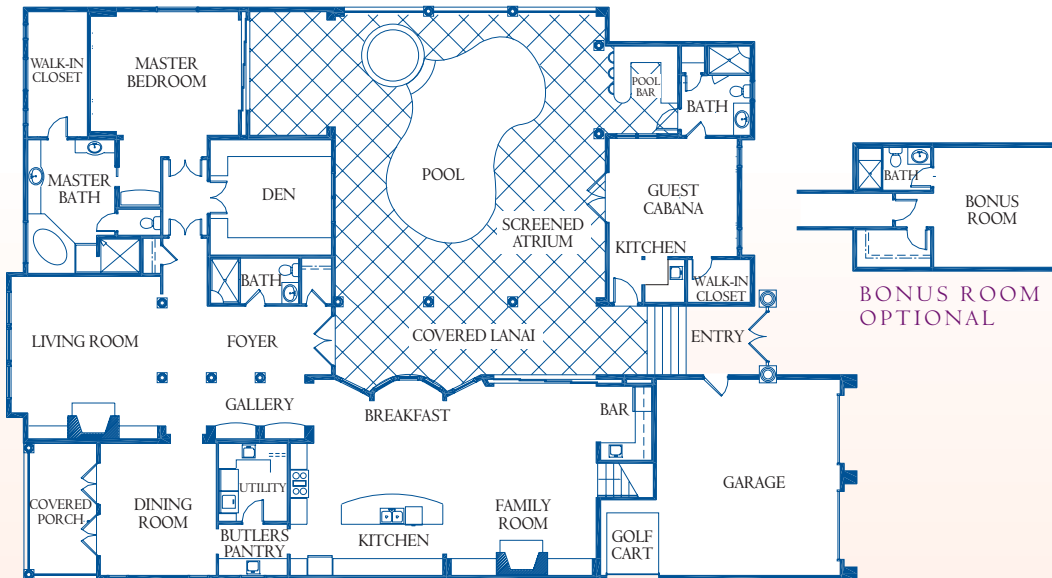 WALK-IN
CLOSET
MASTER
BEDROOM
POOL
BAR
BATH
MASTER
BATH
DEN
POOL
GUEST
CABANA
BATH
BONUS
ROOM
SCREENED
ATRIUM
KITCHEN
BATH
WALK-IN
CLOSET
BONUS ROOM
OPTIONAL
LIVING ROOM
FOYER
COVERED LANAI
ENTRY
GALLERY
BREAKFAST
BAR
UTILITY
GARAGE
COVERED
PORCH
DINING
ROOM
FAMILY
ROOM
BUTLERS
PANTRY
KITCHEN
GOLF
CART